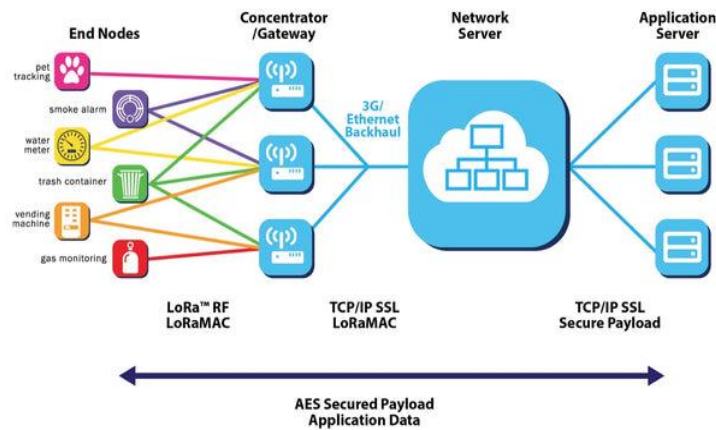 End Nodes
Concentrator
/Gateway
Network
Server
Application
Server
pet
tracking
smoke alarm
water
meter
trash container
vending
machine
gas monitoring
3G/
Ethernet
Backhaul
LoRa™ RF
LoRaMAC
TCP/IP SSL
LoRaMAC
TCP/IP SSL
Secure Payload
AES Secured Payload
Application Data